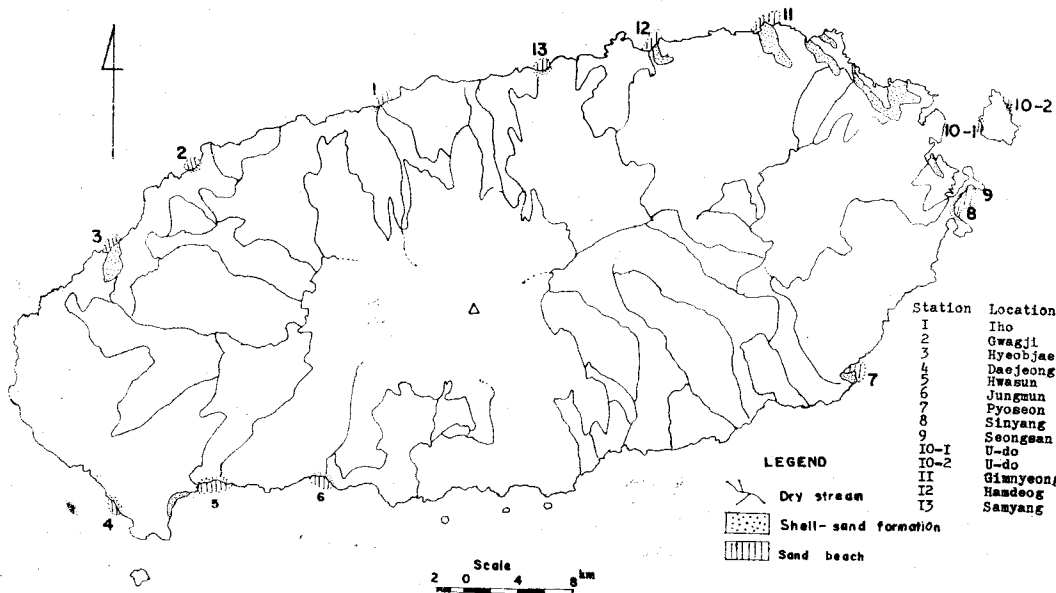 11
12
13
1
10-2
10-1
2
9
8
3
Station Location
I Iho
2 Gwagji
3 Hyeobjae
4 Daejeong
5 Hwasun
6 Jungmun
7 Pyoseon
8 Sinyang
9 Seongsan
I0-I U-do
I0-2 U-do
II Gimnyeong
I2 Hamdeog
I3 Samyang
7
LEGEND
Dry stream
Shell-sand formation
Sand beach
4
5
6
Scale
2 0 4 8 km